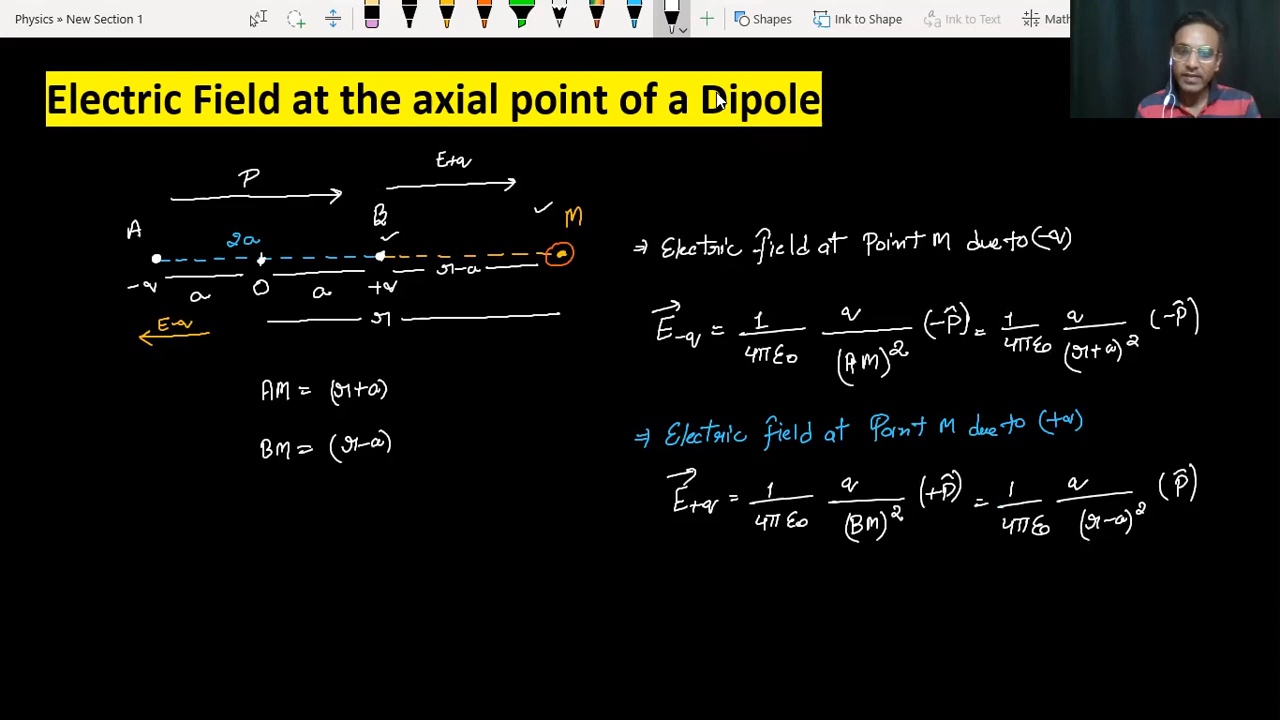 Physics » New Section 1
Shapes
Ink to Shape
Ink to Text
Math
Electric Field at the axial point of a Dipole
P
E+q
A
2a
B
M
-q
a
O
a
+q
r-a
E-q
r
AM = (r+a)
BM = (r-a)
⇒ Electric field at Point M due to (-q)
E→-q = 1/4πε0 q/(AM)² (-P̂) = 1/4πε0 q/(r+a)² (-P̂)
⇒ Electric field at Point M due to (+q)
E→+q = 1/4πε0 q/(BM)² (+P̂) = 1/4πε0 q/(r-a)² (P̂)